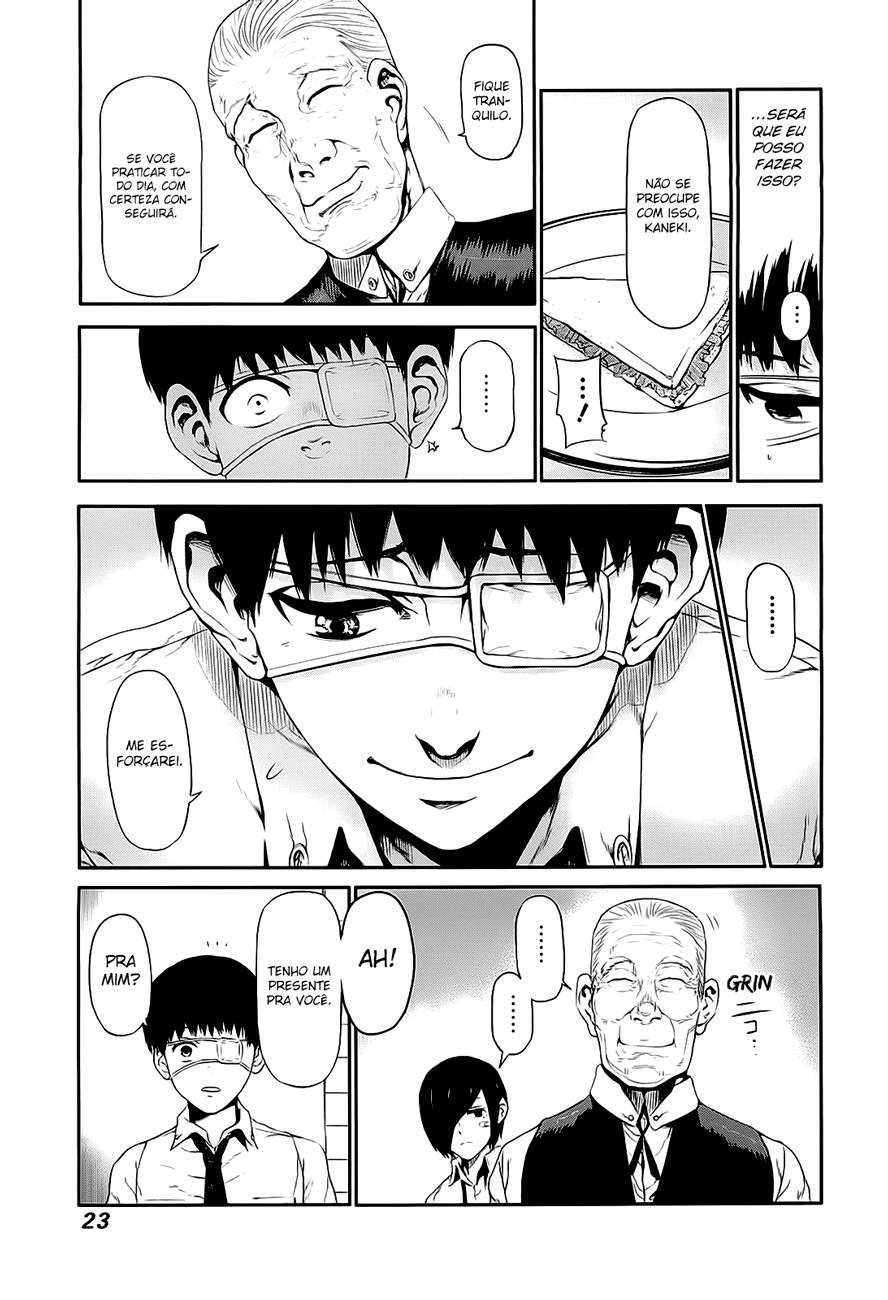 ...SERÁ
QUE EU
POSSO
FAZER
ISSO?
...
NÃO SE
PREOCUPE
COM ISSO,
KANEKI.
...!
FIQUE
TRAN-
QUILO.
SE VOCÊ
PRATICAR TO-
DO DIA, COM
CERTEZA CON-
SEGUIRÁ.
......
......
ME ES-
FORÇAREI.
......
......
GRIN
ニコ...
AH!
TENHO UM
PRESENTE
PRA VOCÊ.
PRA
MIM?
23